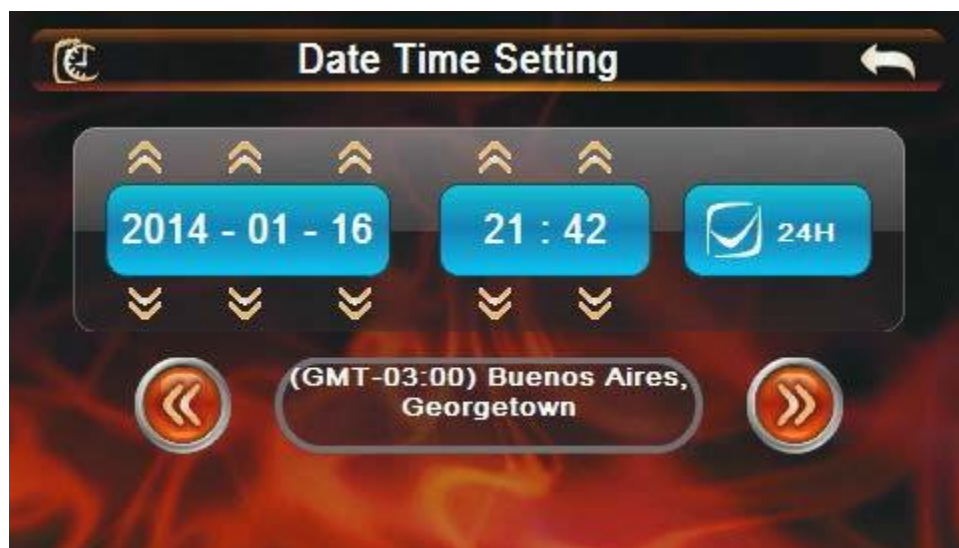 Date Time Setting
2014 - 01 - 16
21 : 42
24H
(GMT-03:00) Buenos Aires,
Georgetown